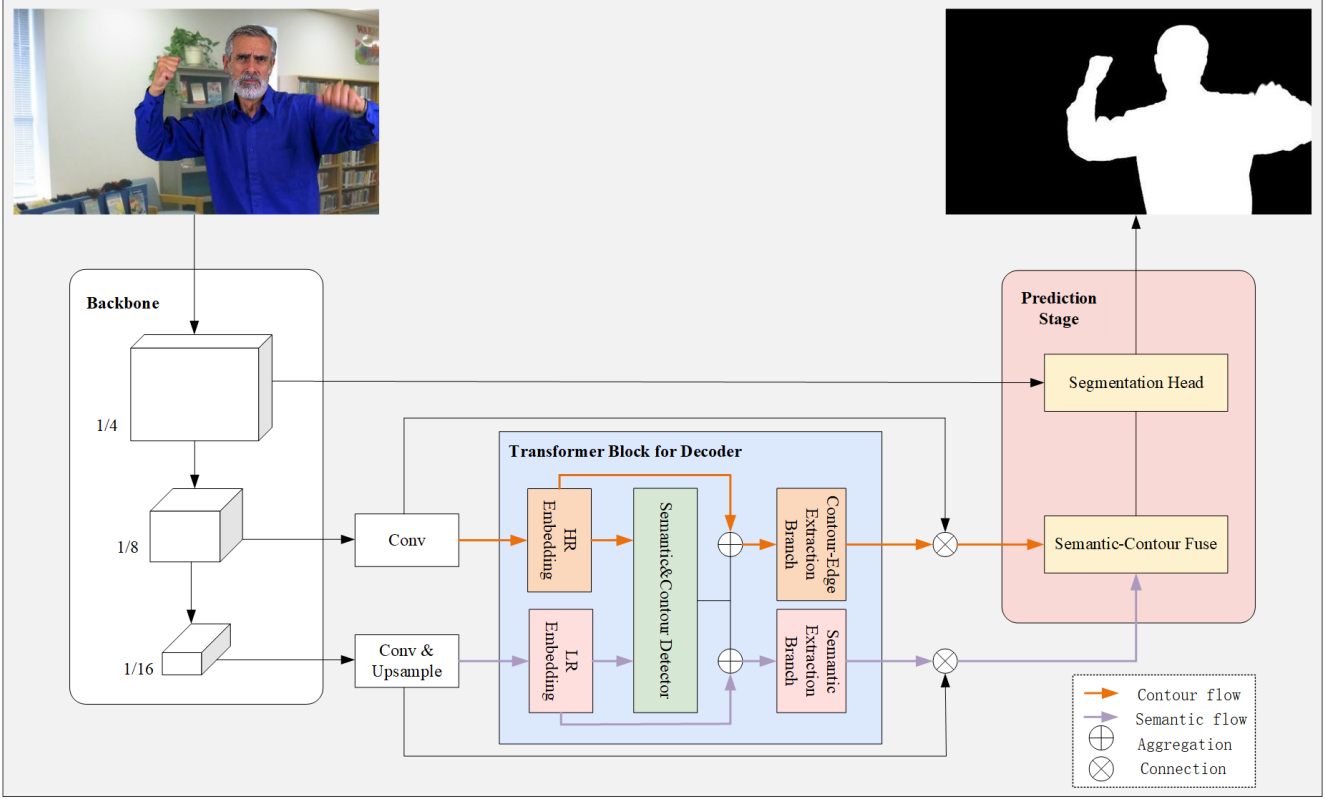 Backbone
1/4
1/8
1/16
Conv
Conv &
Upsample
Transformer Block for Decoder
HR
Embedding
LR
Embedding
Semantic&Contour Detector
Contour-Edge
Extraction
Branch
Semantic
Extraction
Branch
Prediction
Stage
Segmentation Head
Semantic-Contour Fuse
Contour flow
Semantic flow
Aggregation
Connection